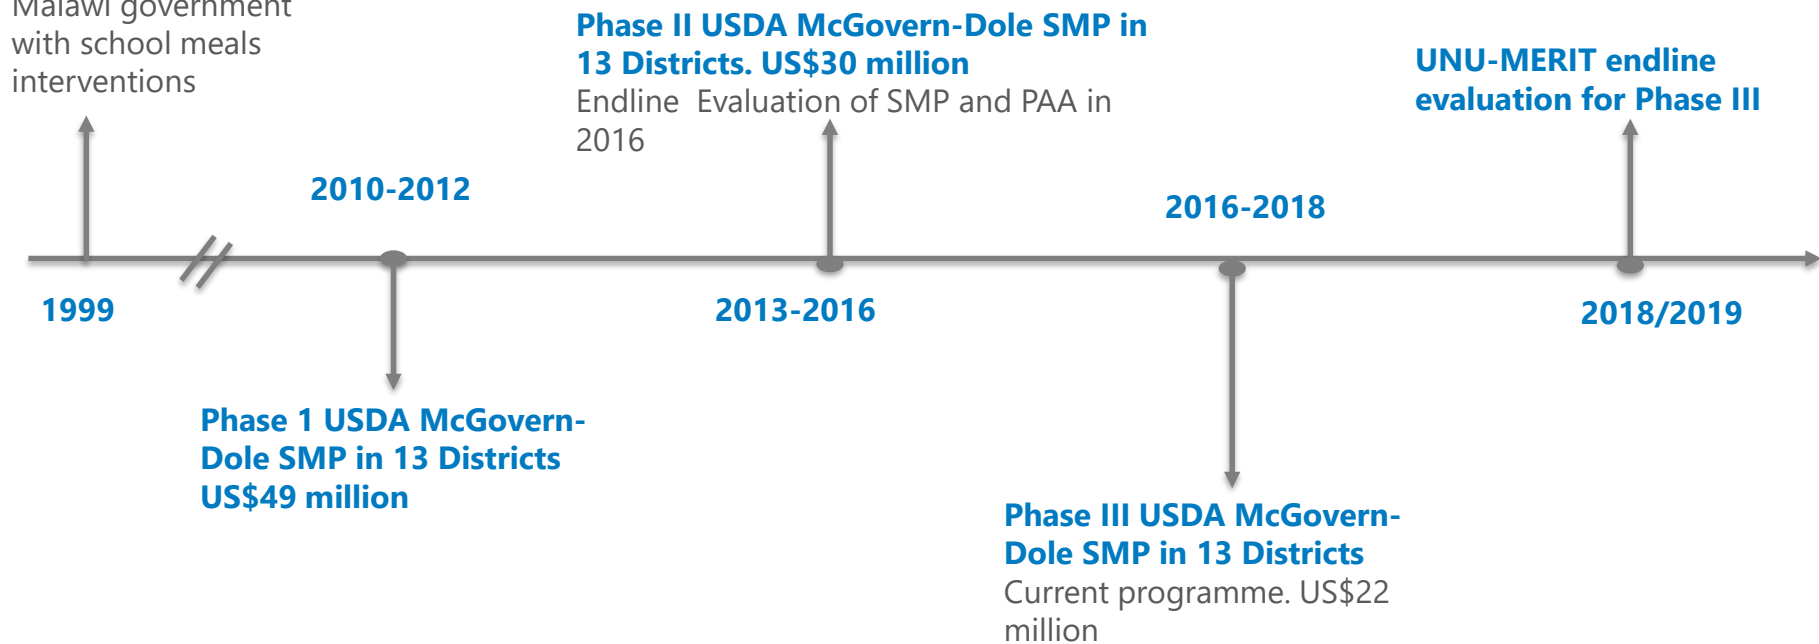 Malawi government
with school meals
interventions
1999
2010-2012
Phase 1 USDA McGovern-
Dole SMP in 13 Districts
US$49 million
Phase II USDA McGovern-Dole SMP in
13 Districts. US$30 million
Endline  Evaluation of SMP and PAA in
2016
2013-2016
2016-2018
Phase III USDA McGovern-
Dole SMP in 13 Districts
Current programme. US$22
million
UNU-MERIT endline
evaluation for Phase III
2018/2019